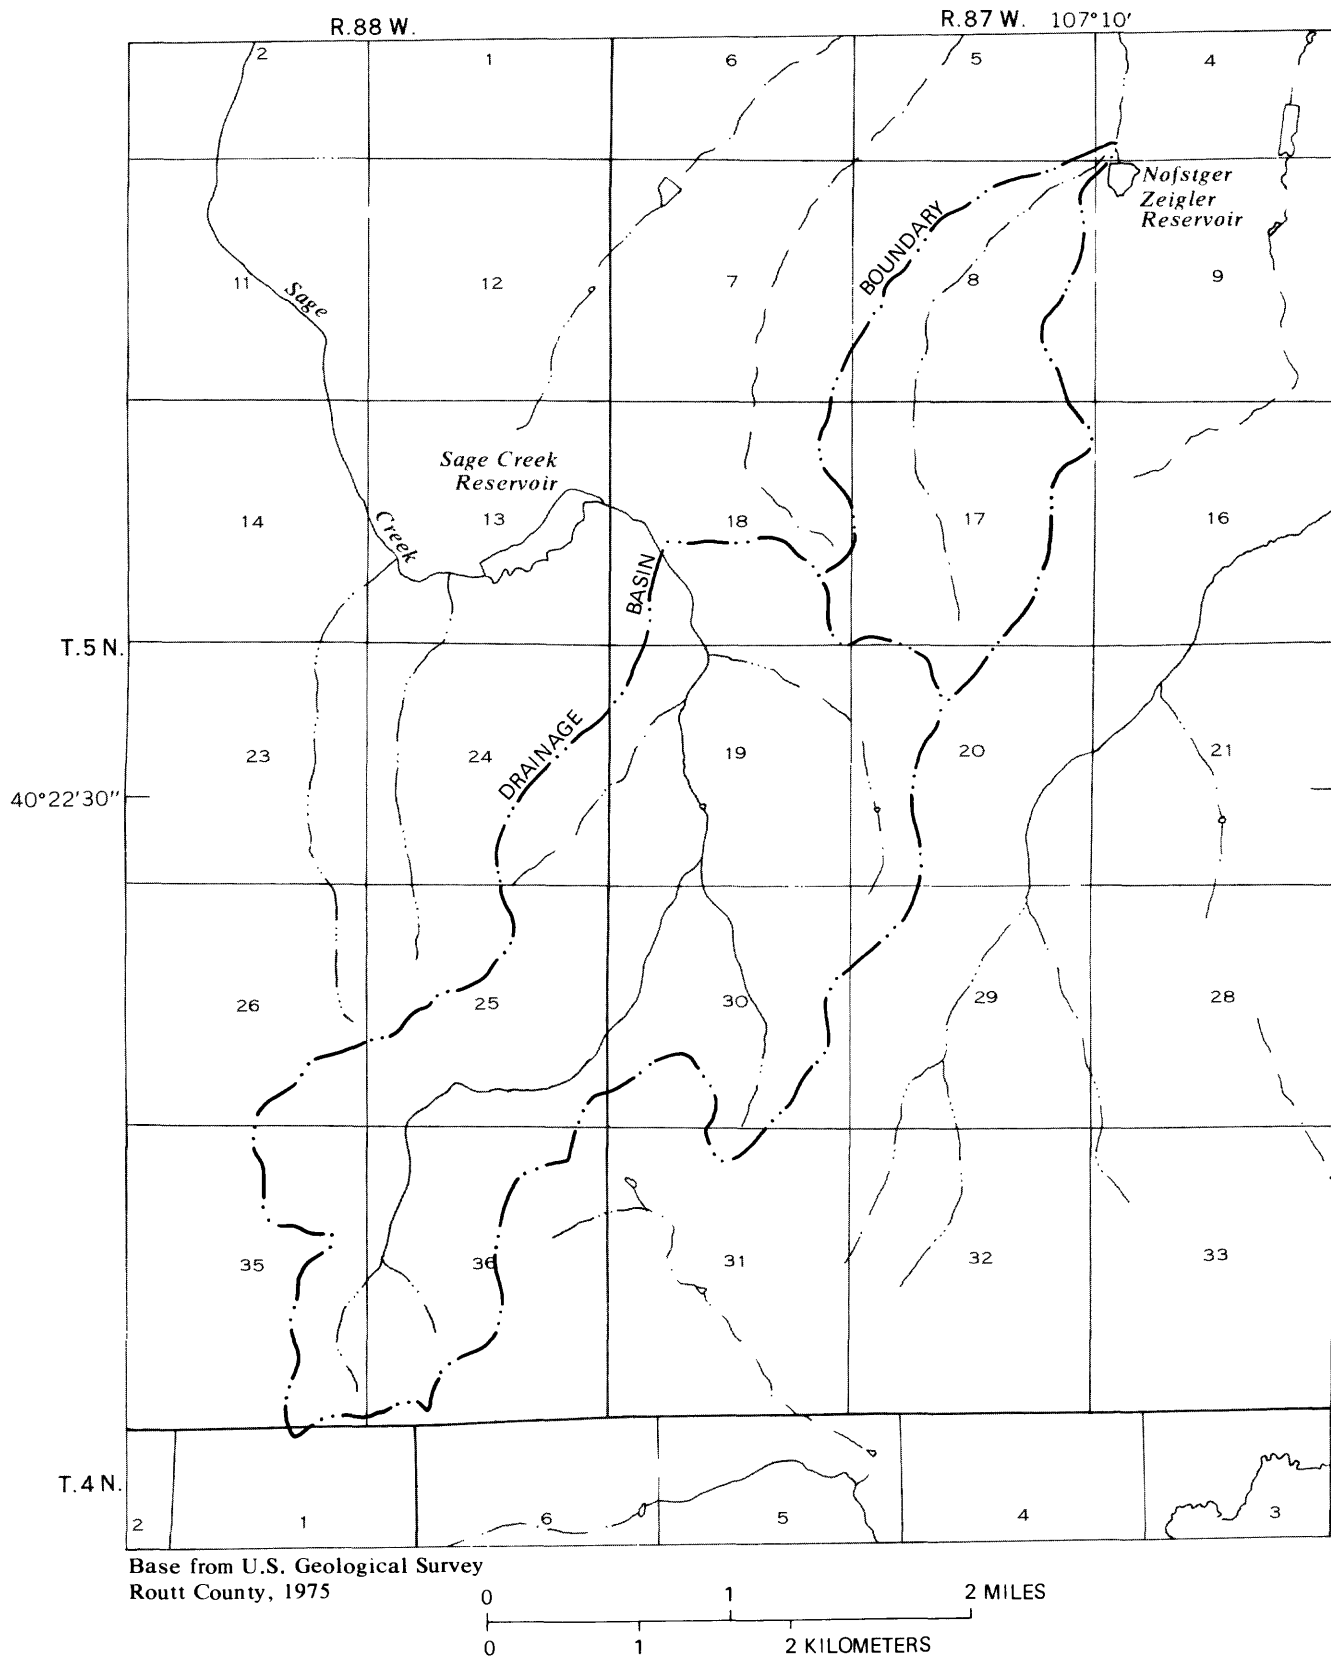 R.88 W.
R.87 W. 107°10'
2 1 6 5 4
Nofstger
Zeigler
Reservoir
BOUNDARY
11 12 7 8 9
Sage
Sage Creek
Reservoir
14 13 18 17 16
Creek
BASIN
T.5 N.
DRAINAGE
23 24 19 20 21
40°22'30"
26 25 30 29 28
35 36 31 32 33
T.4 N.
2 1 6 5 4 3
Base from U.S. Geological Survey
Routt County, 1975
0 1 2 MILES
0 1 2 KILOMETERS